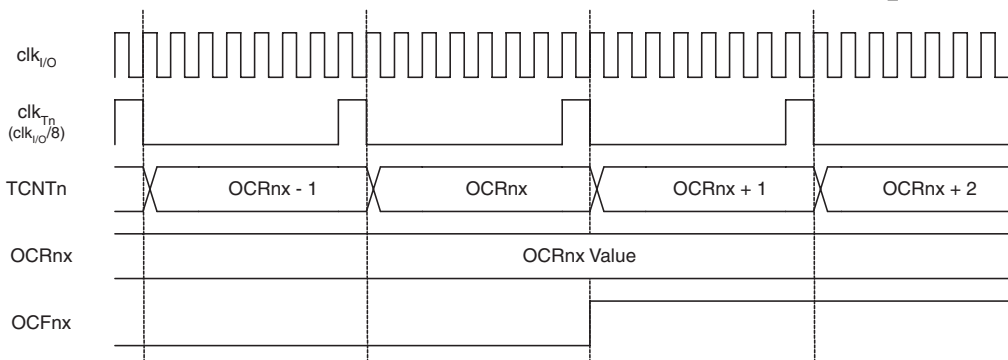 clkI/O
clkTn
(clkI/O/8)
TCNTn OCRnx - 1 OCRnx OCRnx + 1 OCRnx + 2
OCRnx OCRnx Value
OCFnx